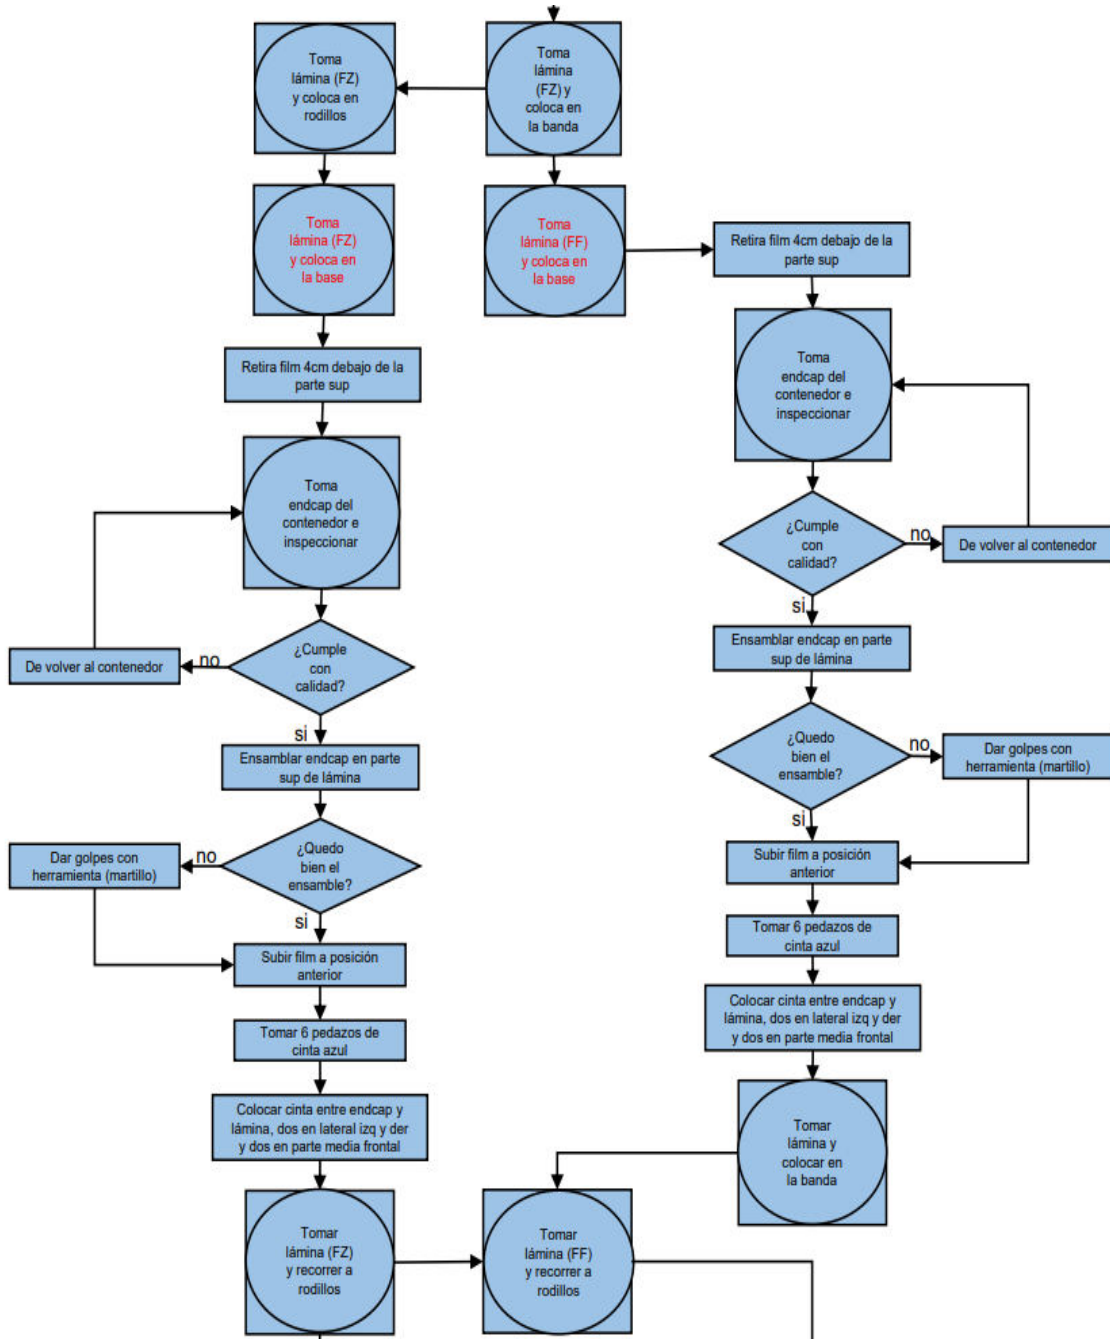 Toma
lámina (FZ)
y coloca en
rodillos
Toma
lámina
(FZ) y
coloca en
la banda
Toma
lámina (FZ)
y coloca en
la base
Toma
lámina (FF)
y coloca en
la base
Retira film 4cm debajo de la
parte sup
Retira film 4cm debajo de la
parte sup
Toma
endcap del
contenedor e
inspeccionar
Toma
endcap del
contenedor e
inspeccionar
¿Cumple
con
calidad?
no
De volver al contenedor
si
Ensamblar endcap en parte
sup de lámina
De volver al contenedor
no
¿Cumple
con
calidad?
si
Ensamblar endcap en parte
sup de lámina
¿Quedo
bien el
ensamble?
no
Dar golpes con
herramienta (martillo)
si
Dar golpes con
herramienta (martillo)
no
¿Quedo
bien el
ensamble?
si
Subir film a posición
anterior
Subir film a posición
anterior
Tomar 6 pedazos de
cinta azul
Tomar 6 pedazos de
cinta azul
Colocar cinta entre endcap y
lámina, dos en lateral izq y der
y dos en parte media frontal
Colocar cinta entre endcap y
lámina, dos en lateral izq y der
y dos en parte media frontal
Tomar
lámina y
colocar en
la banda
Tomar
lámina (FZ)
y recorrer a
rodillos
Tomar
lámina (FF)
y recorrer a
rodillos